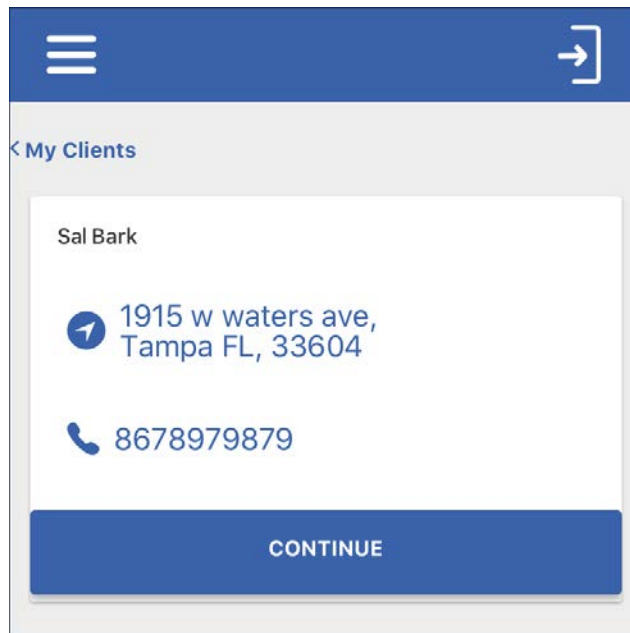 < My Clients
Sal Bark
1915 w waters ave,
Tampa FL, 33604
8678979879
CONTINUE